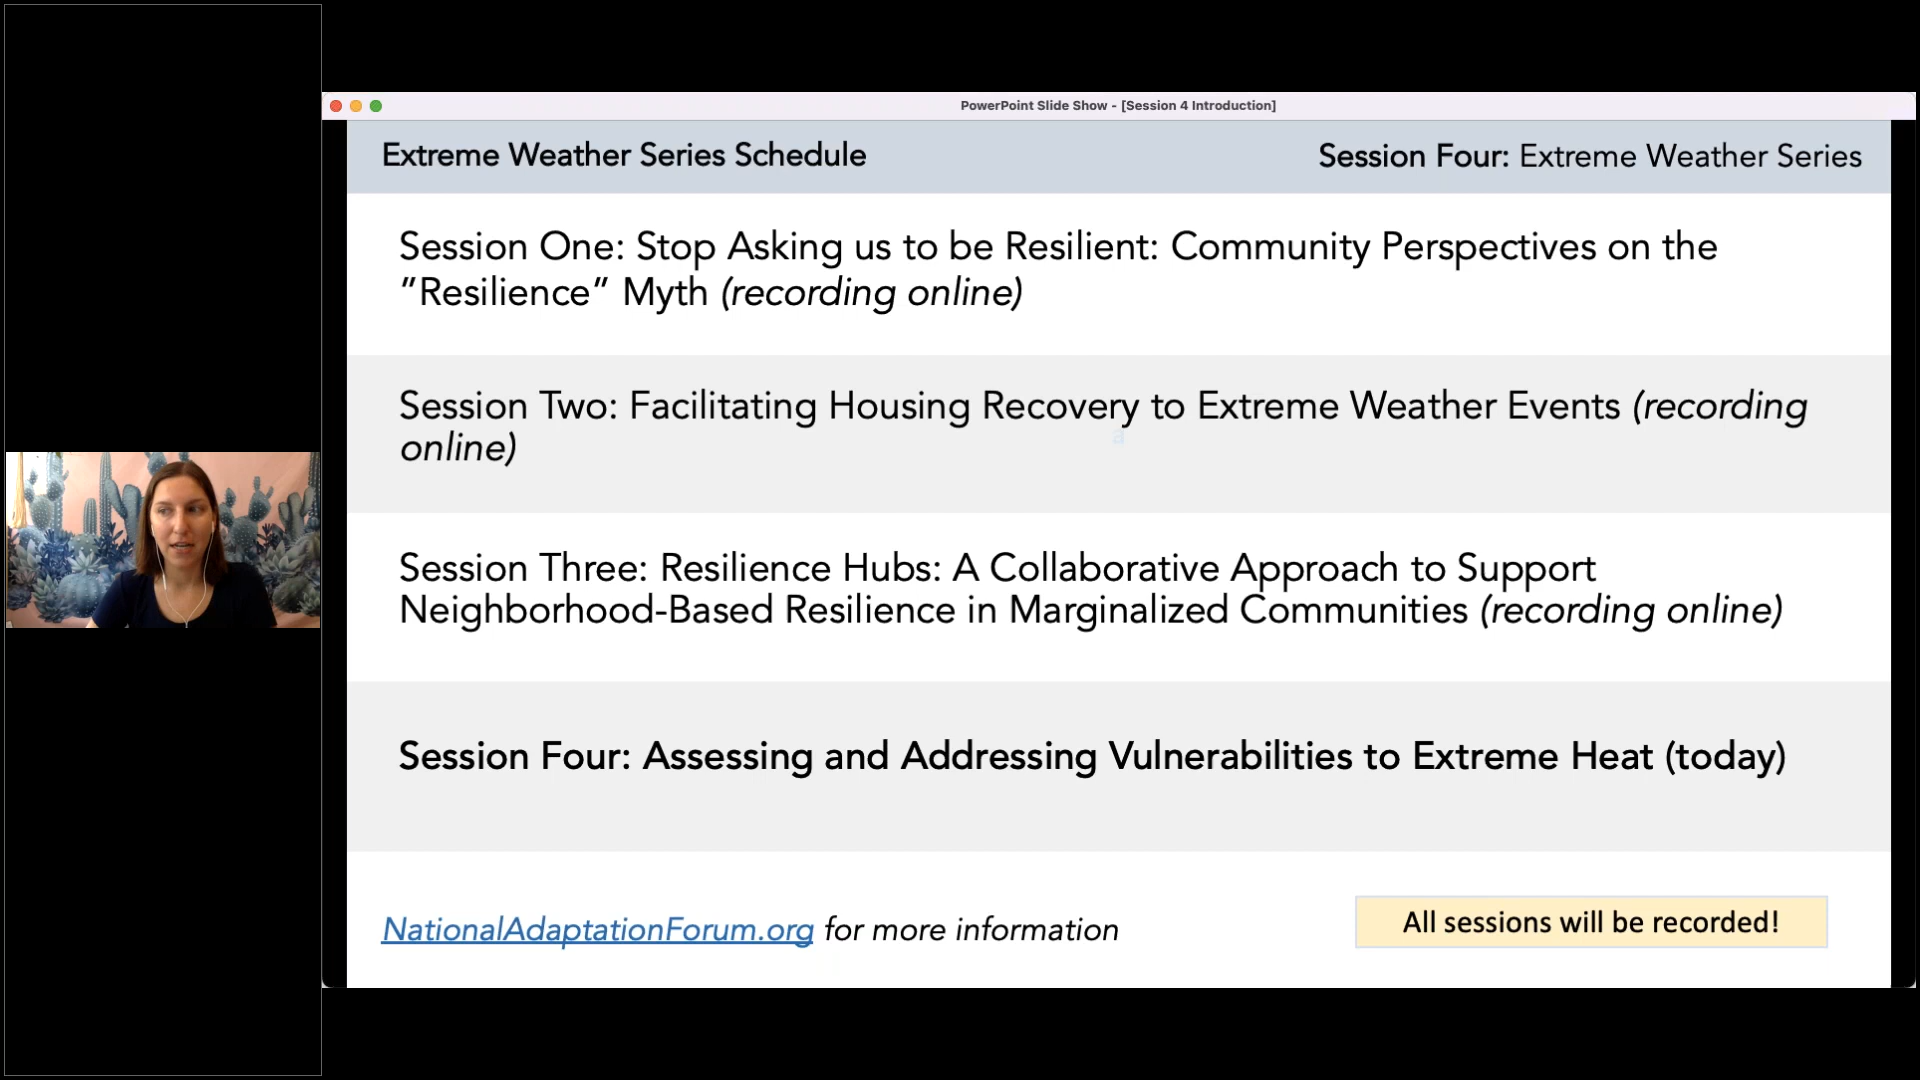 PowerPoint Slide Show - [Session 4 Introduction]
Extreme Weather Series Schedule
Session Four: Extreme Weather Series
Session One: Stop Asking us to be Resilient: Community Perspectives on the
”Resilience” Myth (recording online)
Session Two: Facilitating Housing Recovery to Extreme Weather Events (recording
online)
a
Session Three: Resilience Hubs: A Collaborative Approach to Support
Neighborhood-Based Resilience in Marginalized Communities (recording online)
Session Four: Assessing and Addressing Vulnerabilities to Extreme Heat (today)
NationalAdaptationForum.org for more information
All sessions will be recorded!